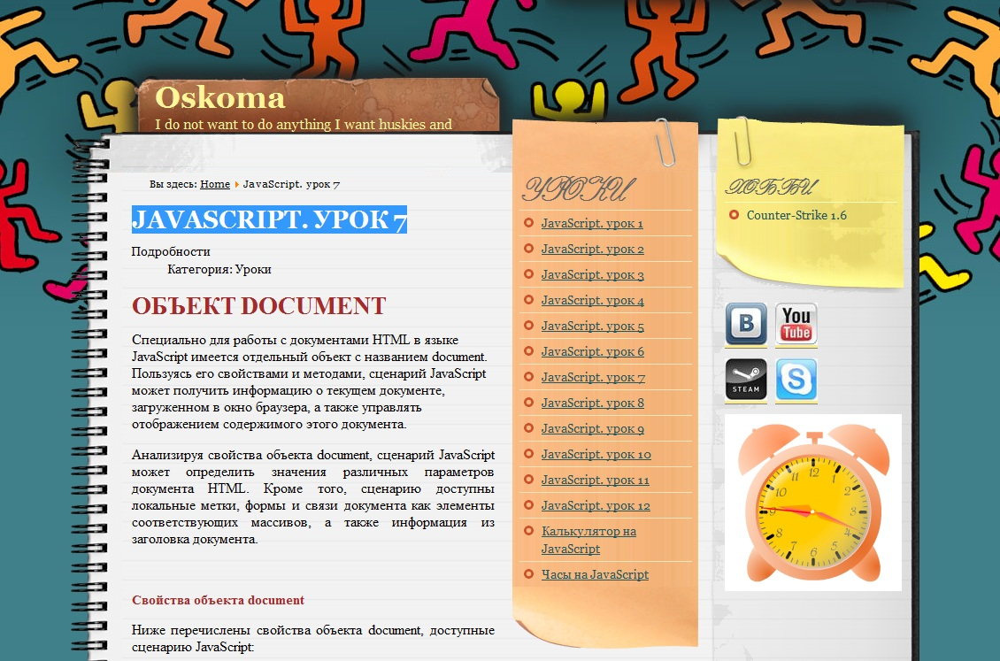 Oskoma
I do not want to do anything I want huskies and
Вы здесь: Home JavaScript. урок 7
JAVASCRIPT. УРОК 7
Подробности
Категория: Уроки
ОБЪЕКТ DOCUMENT
Специально для работы с документами HTML в языке
JavaScript имеется отдельный объект с названием document.
Пользуясь его свойствами и методами, сценарий JavaScript
может получить информацию о текущем документе,
загруженном в окно браузера, а также управлять
отображением содержимого этого документа.
Анализируя свойства объекта document, сценарий JavaScript
может определить значения различных параметров
документа HTML. Кроме того, сценарию доступны
локальные метки, формы и связи документа как элементы
соответствующих массивов, а также информация из
заголовка документа.
Свойства объекта document
Ниже перечислены свойства объекта document, доступные
сценарию JavaScript:
УРОКИ
JavaScript. урок 1
JavaScript. урок 2
JavaScript. урок 3
JavaScript. урок 4
JavaScript. урок 5
JavaScript. урок 6
JavaScript. урок 7
JavaScript. урок 8
JavaScript. урок 9
JavaScript. урок 10
JavaScript. урок 11
JavaScript. урок 12
Калькулятор на
JavaScript
Часы на JavaScript
ХОББИ
Counter-Strike 1.6
B
You
Tube
STEAM
S
12
1
2
3
4
5
6
7
8
9
10
11